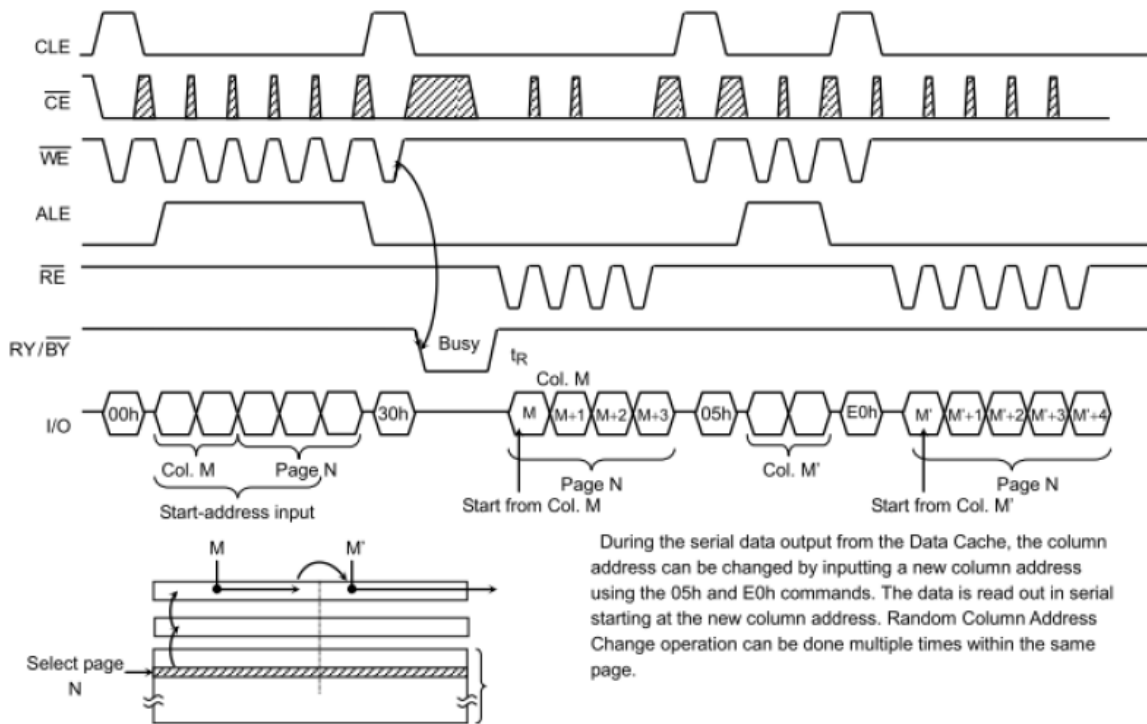 CLE
CE
WE
ALE
RE
RY/BY
Busy
tR
Col. M
I/O
00h
30h
M
M+1
M+2
M+3
05h
E0h
M'
M'+1
M'+2
M'+3
M'+4
Col. M
Page N
Page N
Col. M'
Page N
Start-address input
Start from Col. M
Start from Col. M'
M
M'
Select page
N
During the serial data output from the Data Cache, the column
address can be changed by inputting a new column address
using the 05h and E0h commands. The data is read out in serial
starting at the new column address. Random Column Address
Change operation can be done multiple times within the same
page.